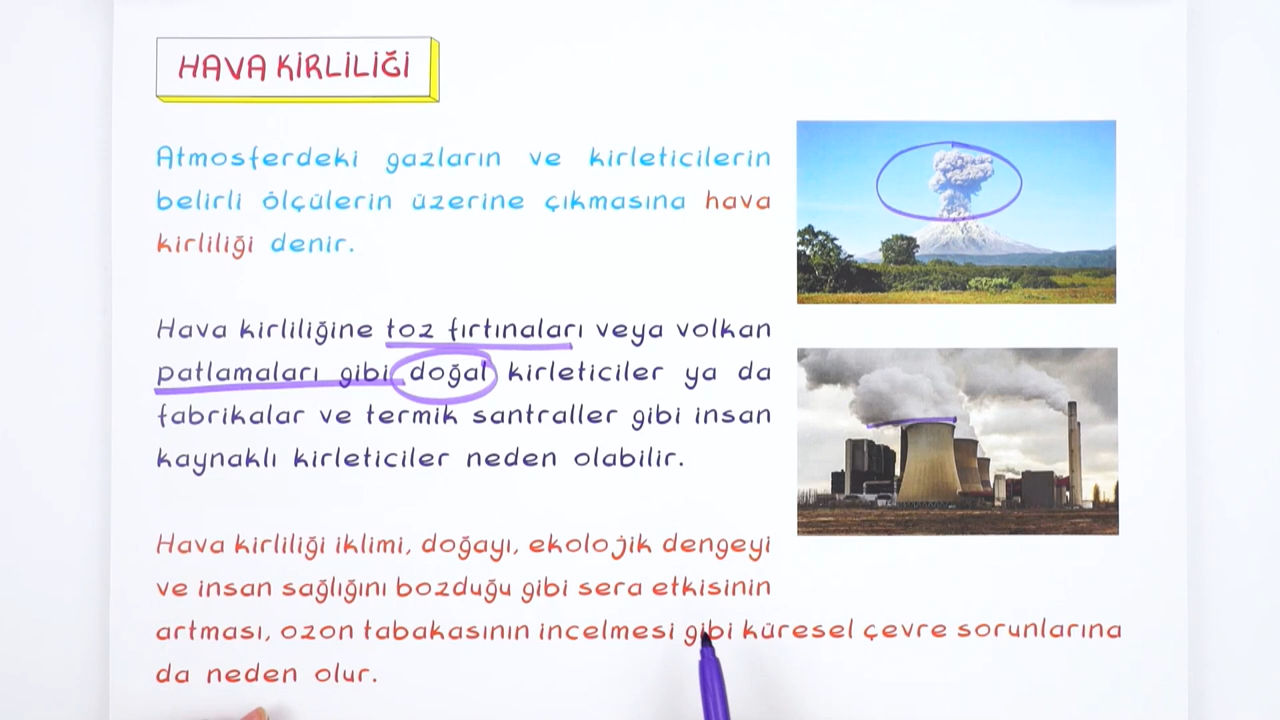 HAVA KİRLİLİĞİ
Atmosferdeki gazların ve kirleticilerin
belirli ölçülerin üzerine çıkmasına hava
kirliliği denir.
Hava kirliliğine toz fırtınaları veya volkan
patlamaları gibi doğal kirleticiler ya da
fabrikalar ve termik santraller gibi insan
kaynaklı kirleticiler neden olabilir.
Hava kirliliği iklimi, doğayı, ekolojik dengeyi
ve insan sağlığını bozduğu gibi sera etkisinin
artması, ozon tabakasının incelmesi gibi küresel çevre sorunlarına
da neden olur.